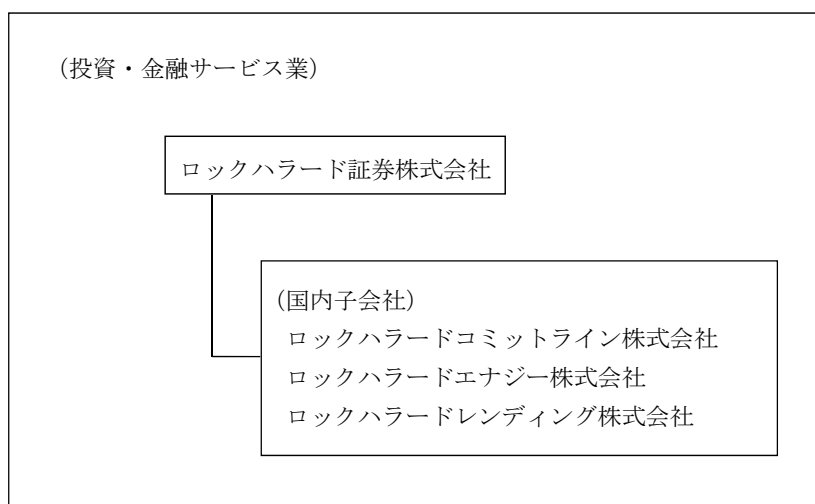 (投資・金融サービス業)
ロックハラード証券株式会社
(国内子会社)
ロックハラードコミットライン株式会社
ロックハラードエナジー株式会社
ロックハラードレンディング株式会社